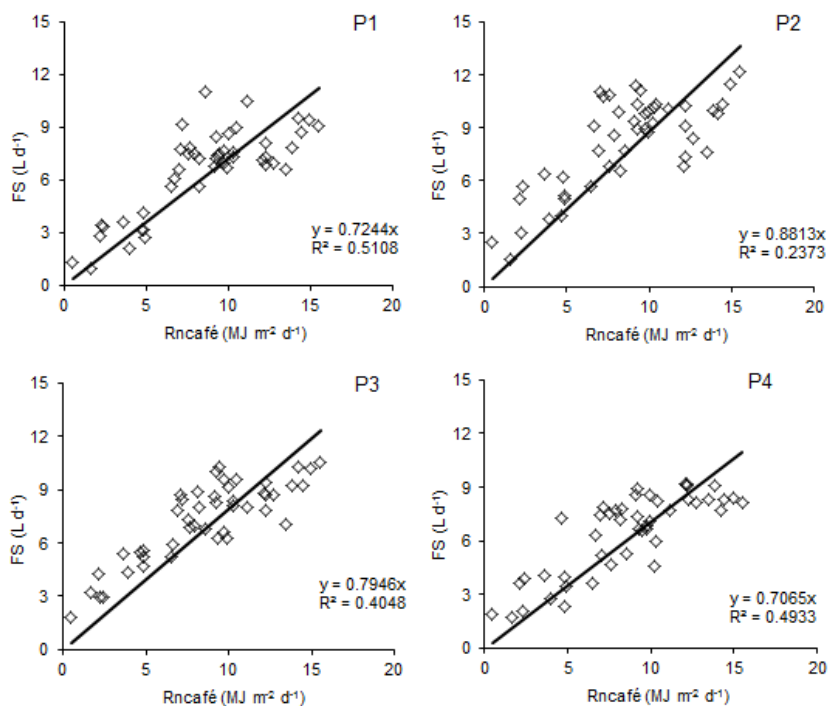 P1
15
12
9
6
3
0
FS (L d⁻¹)
y = 0.7244x
R² = 0.5108
0 5 10 15 20
Rncafé (MJ m⁻² d⁻¹)
P2
15
12
9
6
3
0
FS (L d⁻¹)
y = 0.8813x
R² = 0.2373
0 5 10 15 20
Rncafé (MJ m⁻² d⁻¹)
P3
15
12
9
6
3
0
FS (L d⁻¹)
y = 0.7946x
R² = 0.4048
0 5 10 15 20
Rncafé (MJ m⁻² d⁻¹)
P4
15
12
9
6
3
0
FS (L d⁻¹)
y = 0.7065x
R² = 0.4933
0 5 10 15 20
Rncafé (MJ m⁻² d⁻¹)